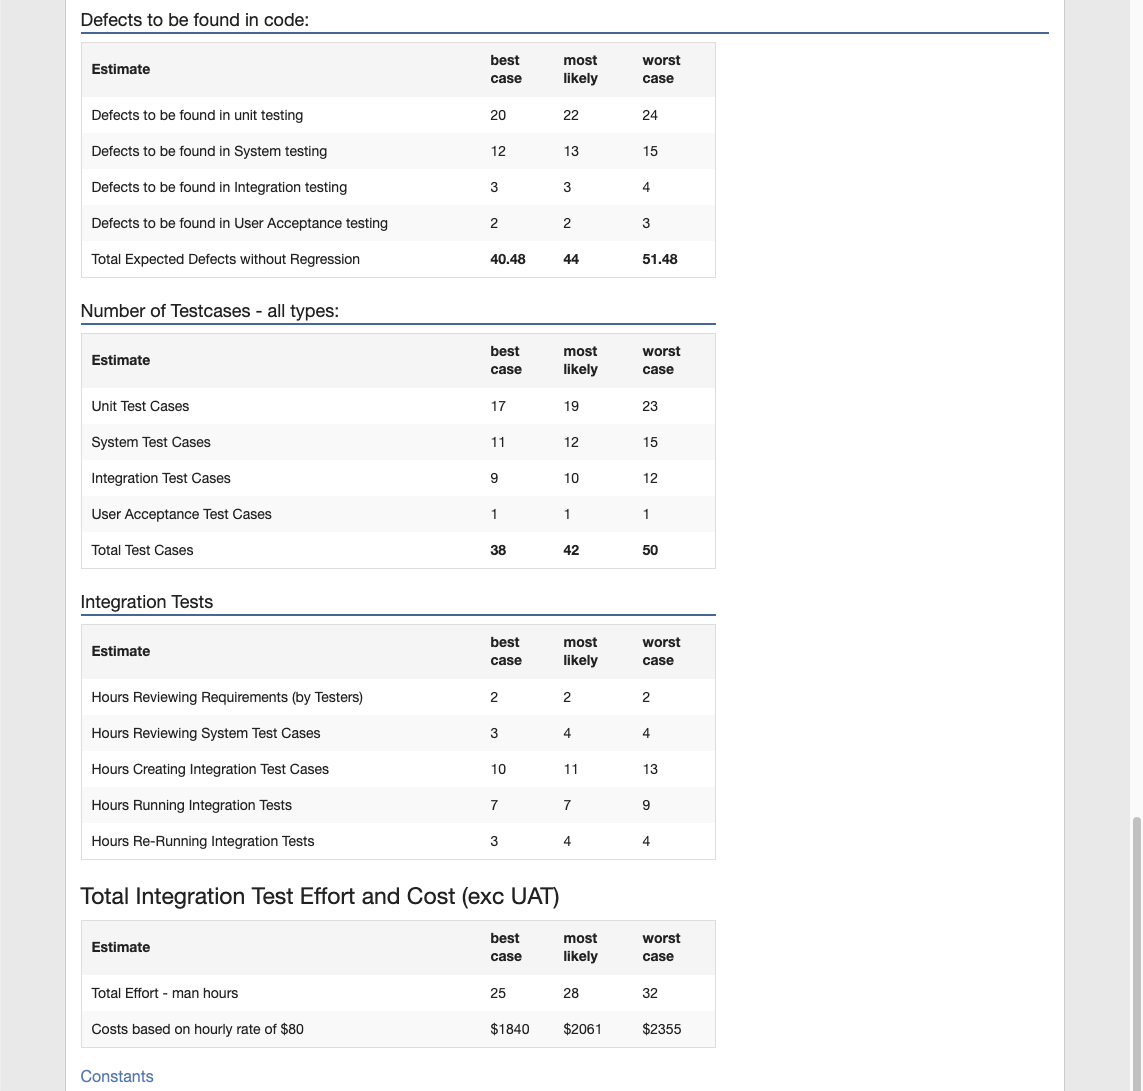 Defects to be found in code:
Estimate best case most likely worst case
Defects to be found in unit testing 20 22 24
Defects to be found in System testing 12 13 15
Defects to be found in Integration testing 3 3 4
Defects to be found in User Acceptance testing 2 2 3
Total Expected Defects without Regression 40.48 44 51.48
Number of Testcases - all types:
Estimate best case most likely worst case
Unit Test Cases 17 19 23
System Test Cases 11 12 15
Integration Test Cases 9 10 12
User Acceptance Test Cases 1 1 1
Total Test Cases 38 42 50
Integration Tests
Estimate best case most likely worst case
Hours Reviewing Requirements (by Testers) 2 2 2
Hours Reviewing System Test Cases 3 4 4
Hours Creating Integration Test Cases 10 11 13
Hours Running Integration Tests 7 7 9
Hours Re-Running Integration Tests 3 4 4
Total Integration Test Effort and Cost (exc UAT)
Estimate best case most likely worst case
Total Effort - man hours 25 28 32
Costs based on hourly rate of $80 $1840 $2061 $2355
Constants